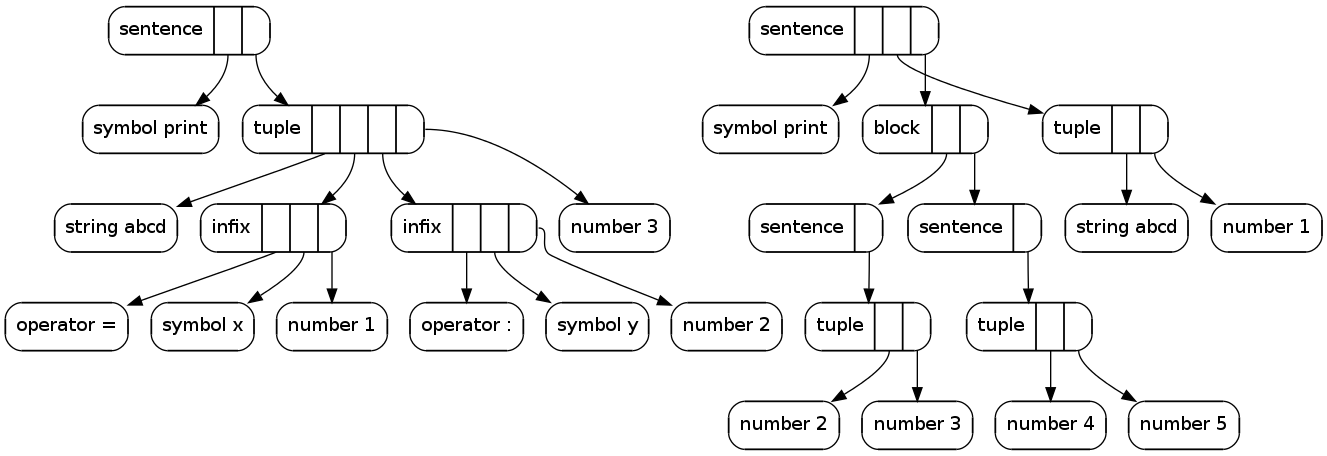 sentence
sentence
symbol print
tuple
symbol print
block
tuple
string abcd
infix
infix
number 3
sentence
sentence
string abcd
number 1
operator =
symbol x
number 1
operator :
symbol y
number 2
tuple
tuple
number 2
number 3
number 4
number 5